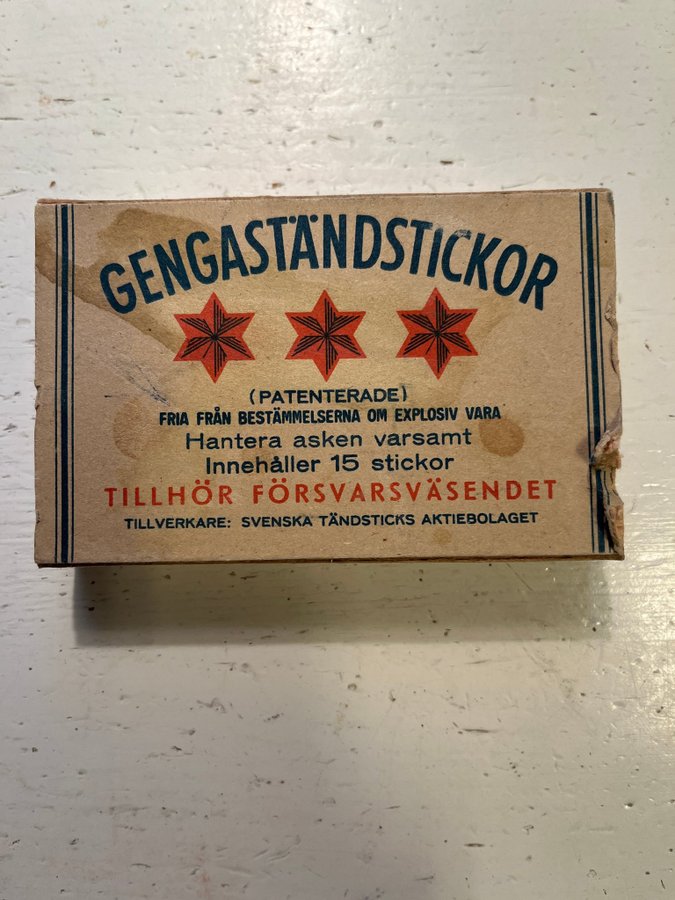 GENGASTÄNDSTICKOR
(PATENTERADE)
FRIA FRÅN BESTÄMMELSERNA OM EXPLOSIV VARA
Hantera asken varsamt
Innehåller 15 stickor
TILLHÖR FÖRSVARSVÄSENDET
TILLVERKARE: SVENSKA TÄNDSTICKS AKTIEBOLAGET